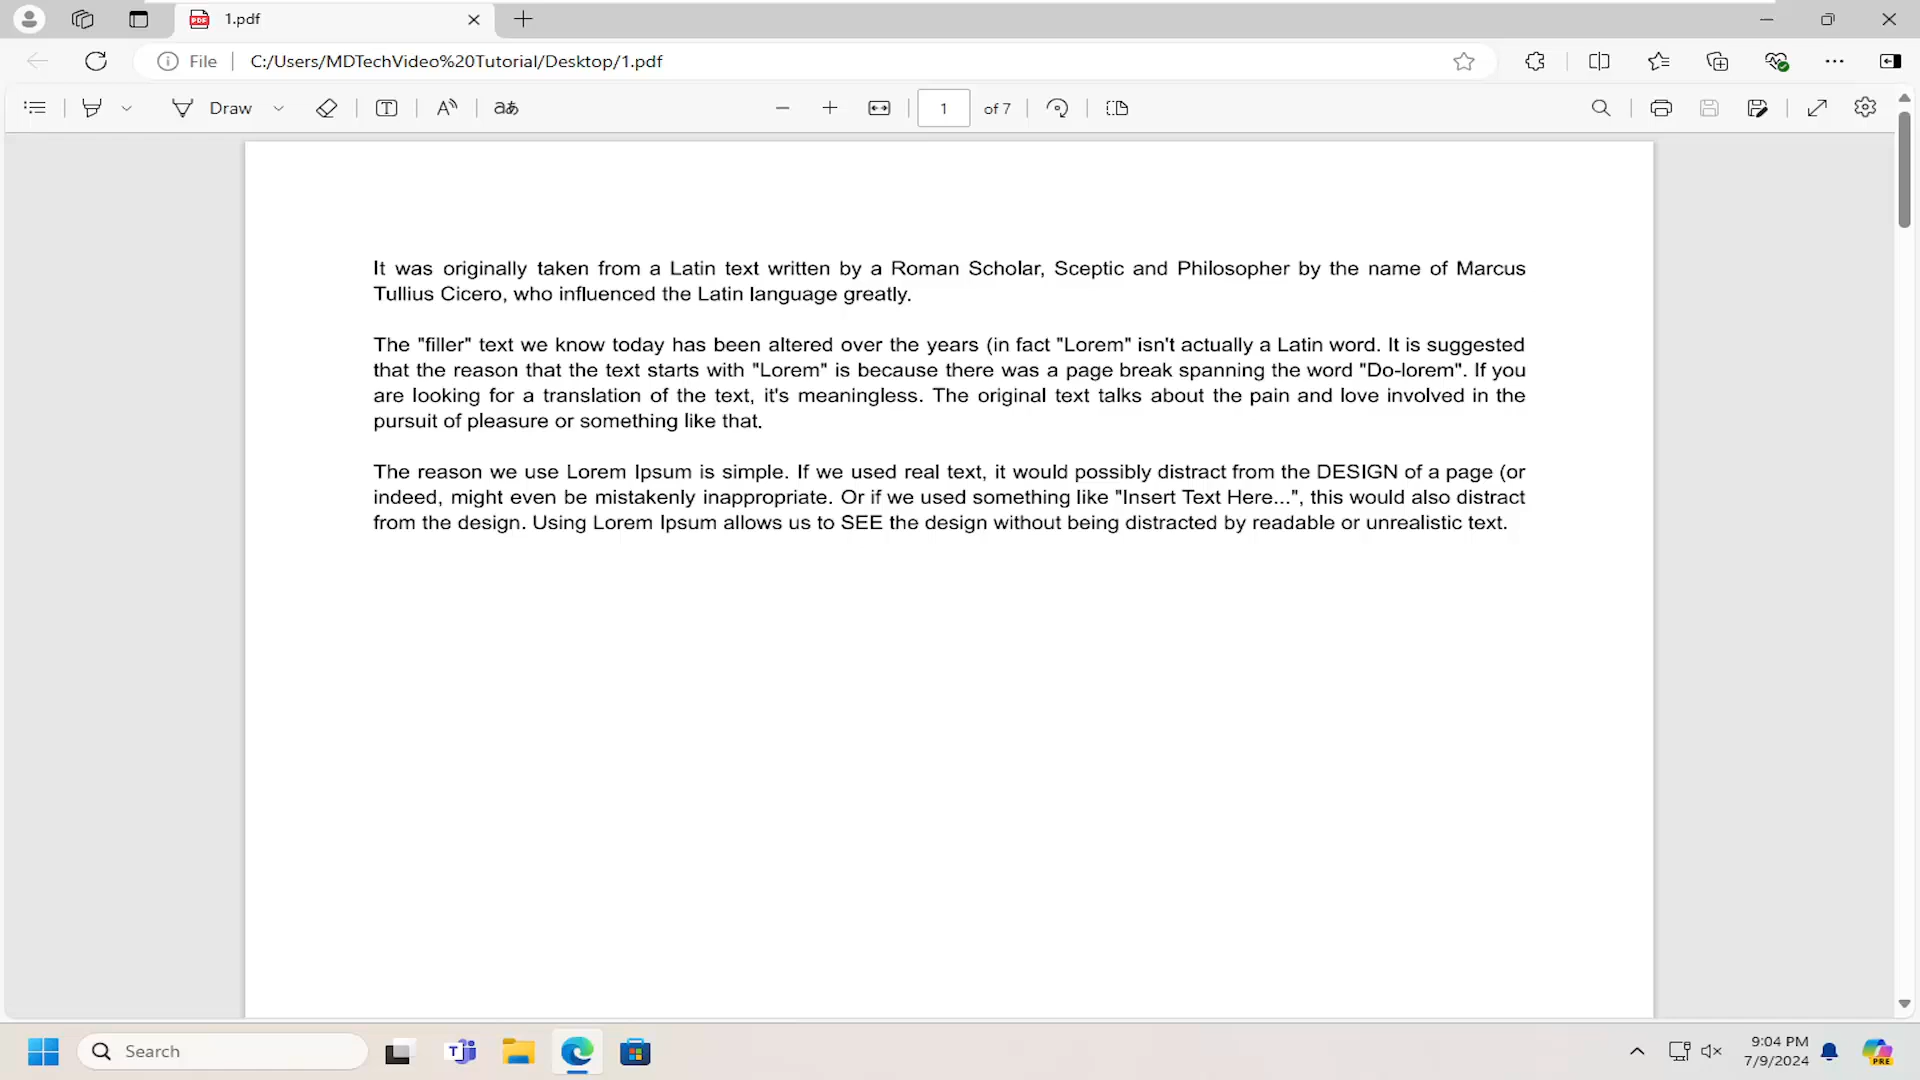 1.pdf
File
C:/Users/MDTechVideo%20Tutorial/Desktop/1.pdf
Draw
1 of 7
It was originally taken from a Latin text written by a Roman Scholar, Sceptic and Philosopher by the name of Marcus
Tullius Cicero, who influenced the Latin language greatly.
The "filler" text we know today has been altered over the years (in fact "Lorem" isn't actually a Latin word. It is suggested
that the reason that the text starts with "Lorem" is because there was a page break spanning the word "Do-lorem". If you
are looking for a translation of the text, it's meaningless. The original text talks about the pain and love involved in the
pursuit of pleasure or something like that.
The reason we use Lorem Ipsum is simple. If we used real text, it would possibly distract from the DESIGN of a page (or
indeed, might even be mistakenly inappropriate. Or if we used something like "Insert Text Here...", this would also distract
from the design. Using Lorem Ipsum allows us to SEE the design without being distracted by readable or unrealistic text.
Search
9:04 PM
7/9/2024
PRE